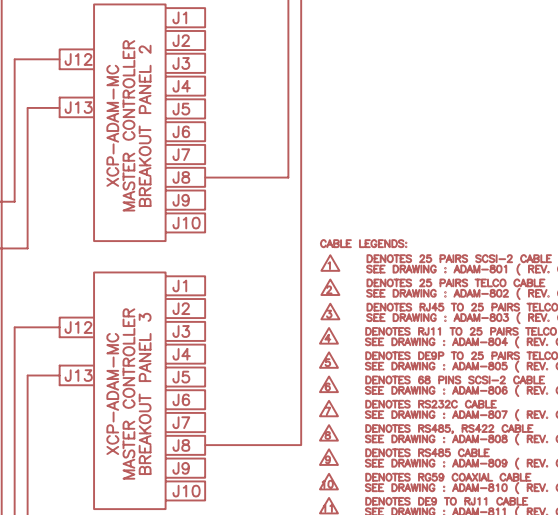 J12
J13
XCP-ADAM-MC
MASTER CONTROLLER
BREAKOUT PANEL 2
J1
J2
J3
J4
J5
J6
J7
J8
J9
J10
J12
J13
XCP-ADAM-MC
MASTER CONTROLLER
BREAKOUT PANEL 3
J1
J2
J3
J4
J5
J6
J7
J8
J9
J10
CABLE LEGENDS:
1 DENOTES 25 PAIRS SCSI-2 CABLE
SEE DRAWING : ADAM-801 ( REV.
2 DENOTES 25 PAIRS TELCO CABLE
SEE DRAWING : ADAM-802 ( REV.
3 DENOTES RJ45 TO 25 PAIRS TELCO
SEE DRAWING : ADAM-803 ( REV.
4 DENOTES RJ11 TO 25 PAIRS TELCO
SEE DRAWING : ADAM-804 ( REV.
5 DENOTES DE9P TO 25 PAIRS TELCO
SEE DRAWING : ADAM-805 ( REV.
6 DENOTES 68 PINS SCSI-2 CABLE
SEE DRAWING : ADAM-806 ( REV.
7 DENOTES RS232C CABLE
SEE DRAWING : ADAM-807 ( REV.
8 DENOTES RS485, RS422 CABLE
SEE DRAWING : ADAM-808 ( REV.
9 DENOTES RS485 CABLE
SEE DRAWING : ADAM-809 ( REV.
10 DENOTES RG59 COAXIAL CABLE
SEE DRAWING : ADAM-810 ( REV.
11 DENOTES DE9 TO RJ11 CABLE
SEE DRAWING : ADAM-811 ( REV.